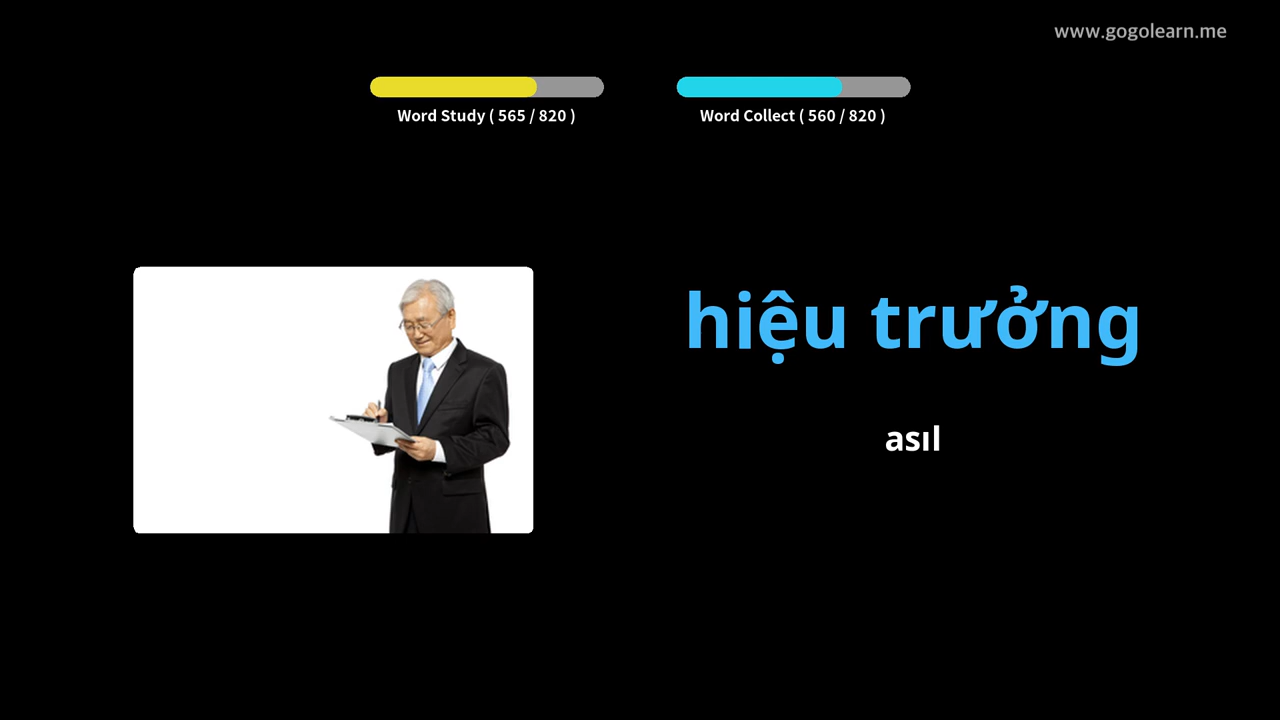 www.gogolearn.me
Word Study ( 565 / 820 )
Word Collect ( 560 / 820 )
hiệu trưởng
asıl